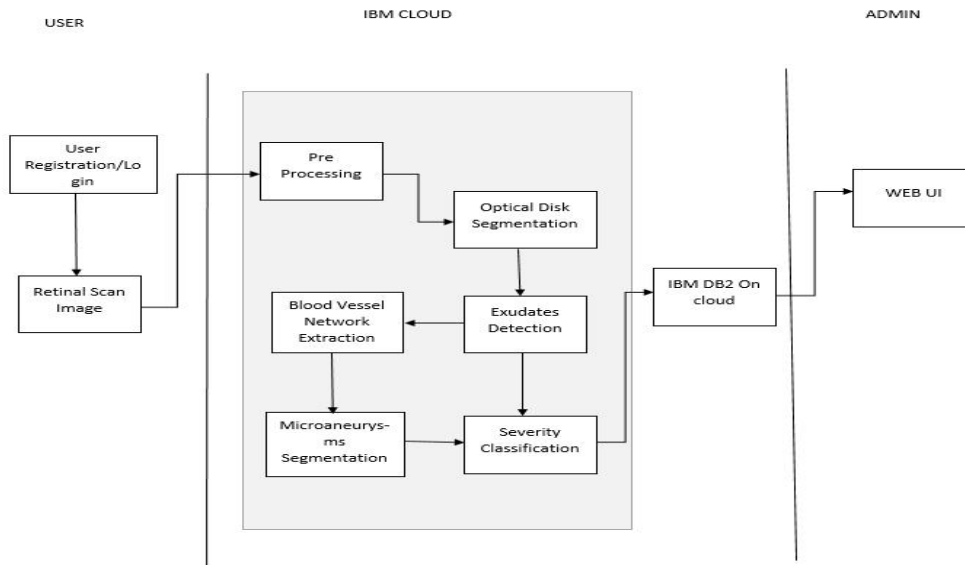 USER
IBM CLOUD
ADMIN
User
Registration/Lo
gin
Retinal Scan
Image
Pre
Processing
Optical Disk
Segmentation
Exudates
Detection
Blood Vessel
Network
Extraction
Microaneurys-
ms
Segmentation
Severity
Classification
IBM DB2 On
cloud
WEB UI